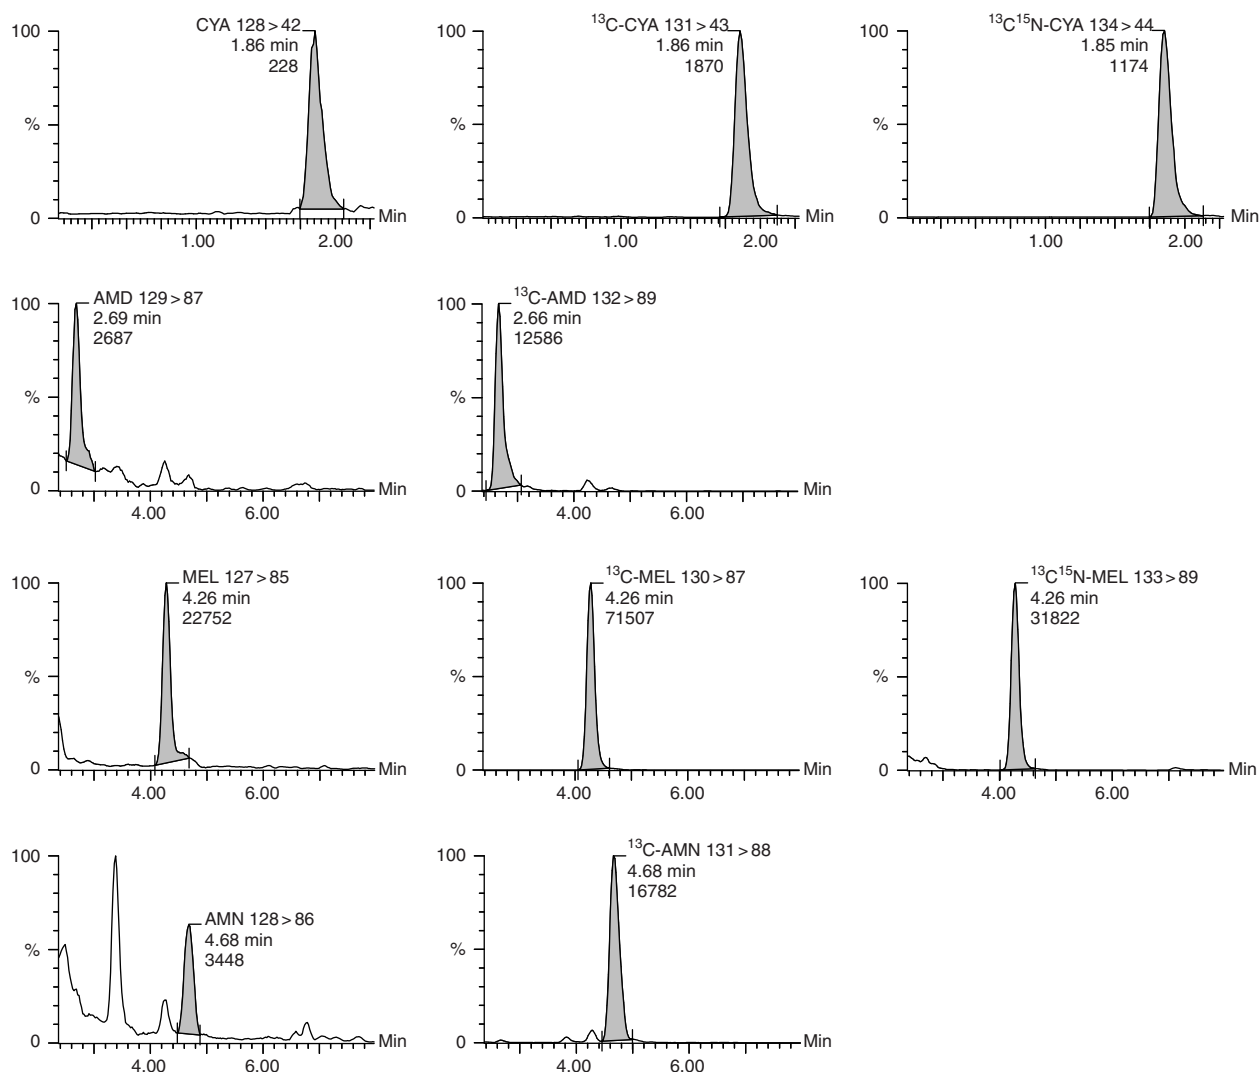 CYA 128>42
1.86 min
228
100
%
0
Min
1.00 2.00
¹³C-CYA 131>43
1.86 min
1870
100
%
0
Min
1.00 2.00
¹³C¹⁵N-CYA 134>44
1.85 min
1174
100
%
0
Min
1.00 2.00
AMD 129>87
2.69 min
2687
100
%
0
Min
4.00 6.00
¹³C-AMD 132>89
2.66 min
12586
100
%
0
Min
4.00 6.00
MEL 127>85
4.26 min
22752
100
%
0
Min
4.00 6.00
¹³C-MEL 130>87
4.26 min
71507
100
%
0
Min
4.00 6.00
¹³C¹⁵N-MEL 133>89
4.26 min
31822
100
%
0
Min
4.00 6.00
AMN 128>86
4.68 min
3448
100
%
0
Min
4.00 6.00
¹³C-AMN 131>88
4.68 min
16782
100
%
0
Min
4.00 6.00